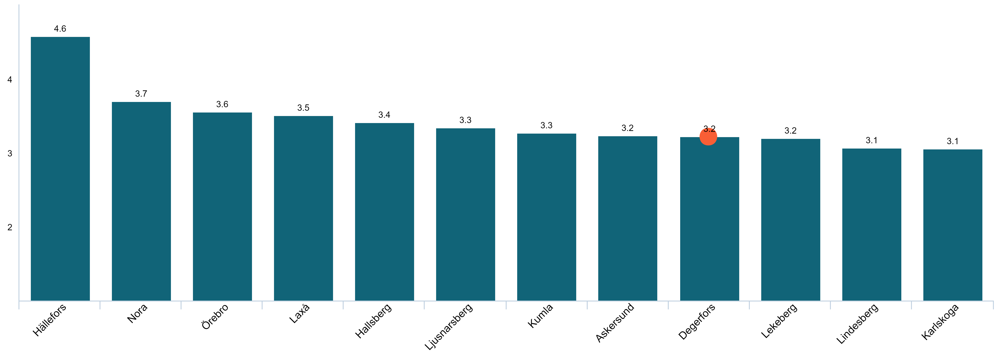 4.6
3.7
3.6
3.5
3.4
3.3
3.3
3.2
3.2
3.2
3.1
3.1
4
3
2
Hällefors
Nora
Örebro
Laxå
Hallsberg
Ljusnarsberg
Kumla
Askersund
Degerfors
Lekeberg
Lindesberg
Karlskoga